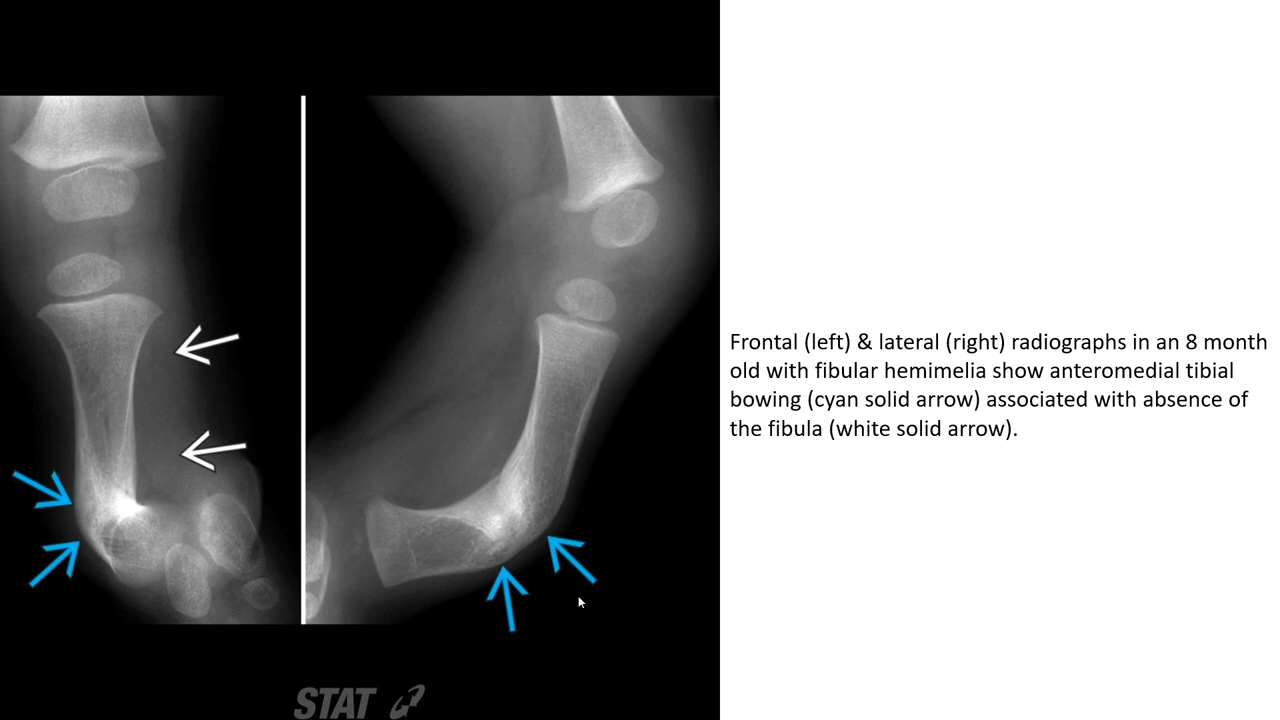 Frontal (left) & lateral (right) radiographs in an 8 month
old with fibular hemimelia show anteromedial tibial
bowing (cyan solid arrow) associated with absence of
the fibula (white solid arrow).
STAT